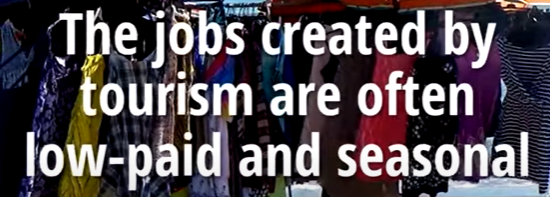 The jobs created by
tourism are often
low-paid and seasonal